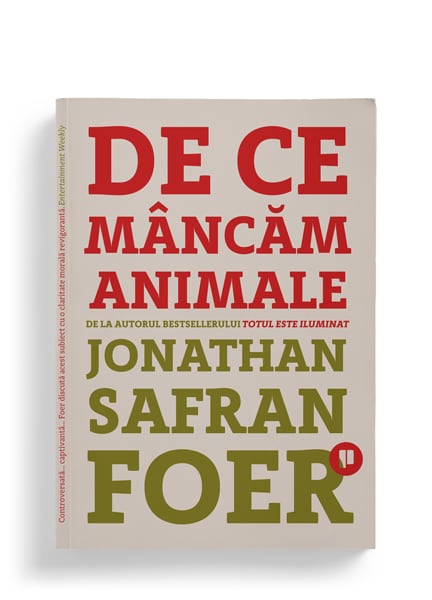 DE CE
MÂNCĂM
ANIMALE
DE LA AUTORUL BESTSELLERULUI TOTUL ESTE ILUMINAT
JONATHAN
SAFRAN
FOER
Controversată... captivantă... Foer discută acest subiect cu o claritate morală revigorantă. Entertainment Weekly